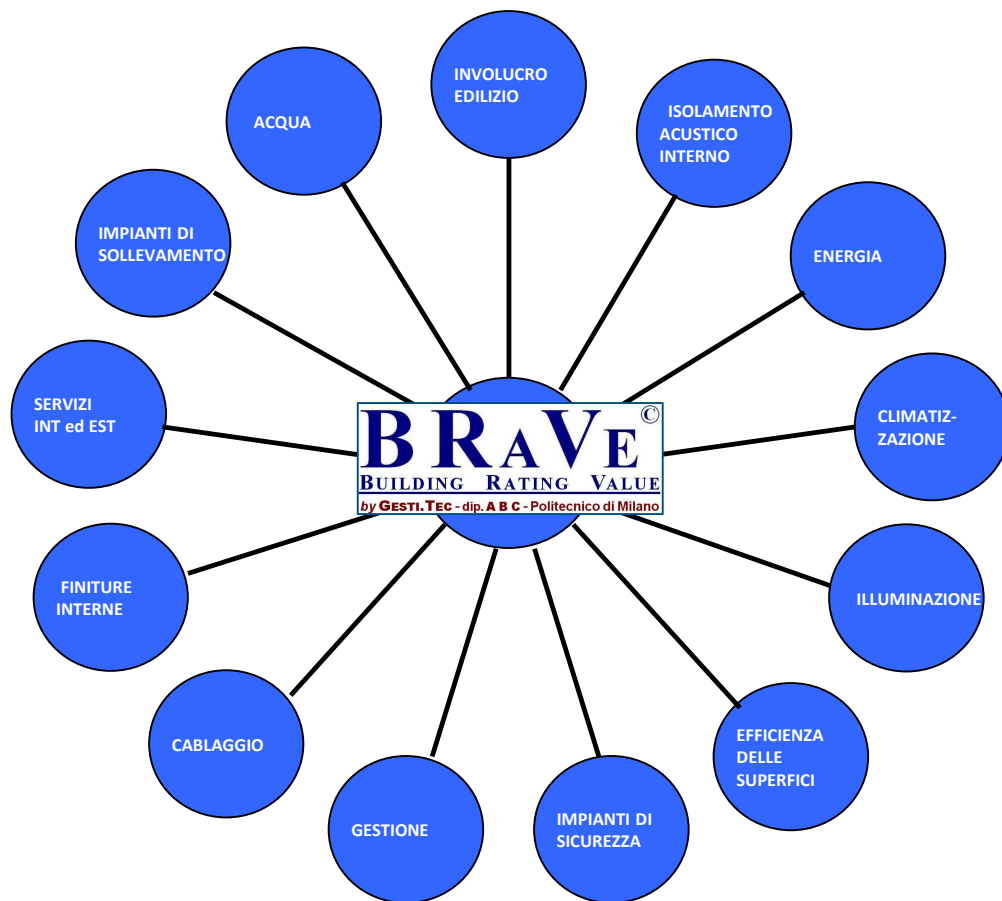 INVOLUCRO
EDILIZIO
ISOLAMENTO
ACUSTICO
INTERNO
ENERGIA
CLIMATIZ-
ZAZIONE
ILLUMINAZIONE
EFFICIENZA
DELLE
SUPERFICI
IMPIANTI DI
SICUREZZA
GESTIONE
CABLAGGIO
FINITURE
INTERNE
SERVIZI
INT ed EST
IMPIANTI DI
SOLLEVAMENTO
ACQUA
BRAVE©
BUILDING RATING VALUE
by GESTI.TEC - dip. A B C - Politecnico di Milano